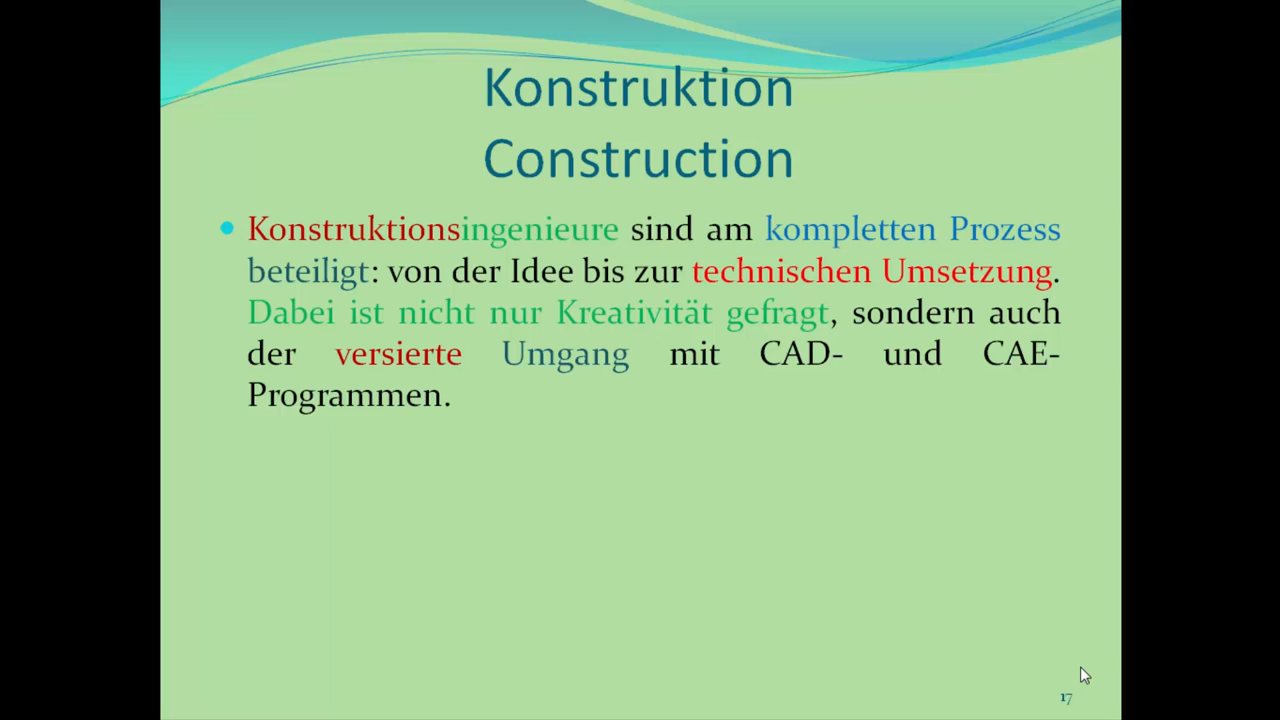 Konstruktion
Construction
Konstruktionsingenieure sind am kompletten Prozess
beteiligt: von der Idee bis zur technischen Umsetzung.
Dabei ist nicht nur Kreativität gefragt, sondern auch
der versierte Umgang mit CAD- und CAE-
Programmen.
17